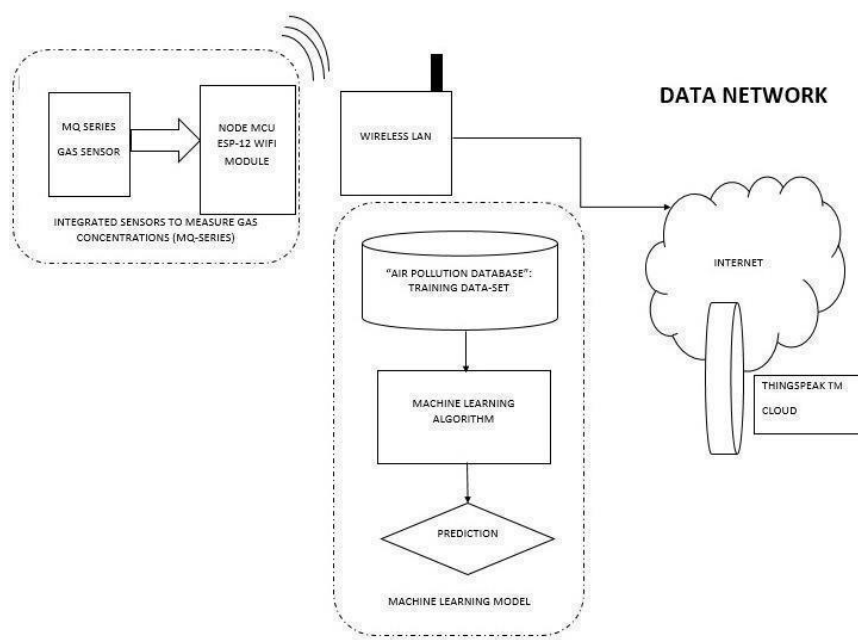 MQ SERIES
GAS SENSOR
NODE MCU
ESP-12 WIFI
MODULE
INTEGRATED SENSORS TO MEASURE GAS
CONCENTRATIONS (MQ-SERIES)
WIRELESS LAN
DATA NETWORK
INTERNET
THINGSPEAK TM
CLOUD
“AIR POLLUTION DATABASE”:
TRAINING DATA-SET
MACHINE LEARNING
ALGORITHM
PREDICTION
MACHINE LEARNING MODEL